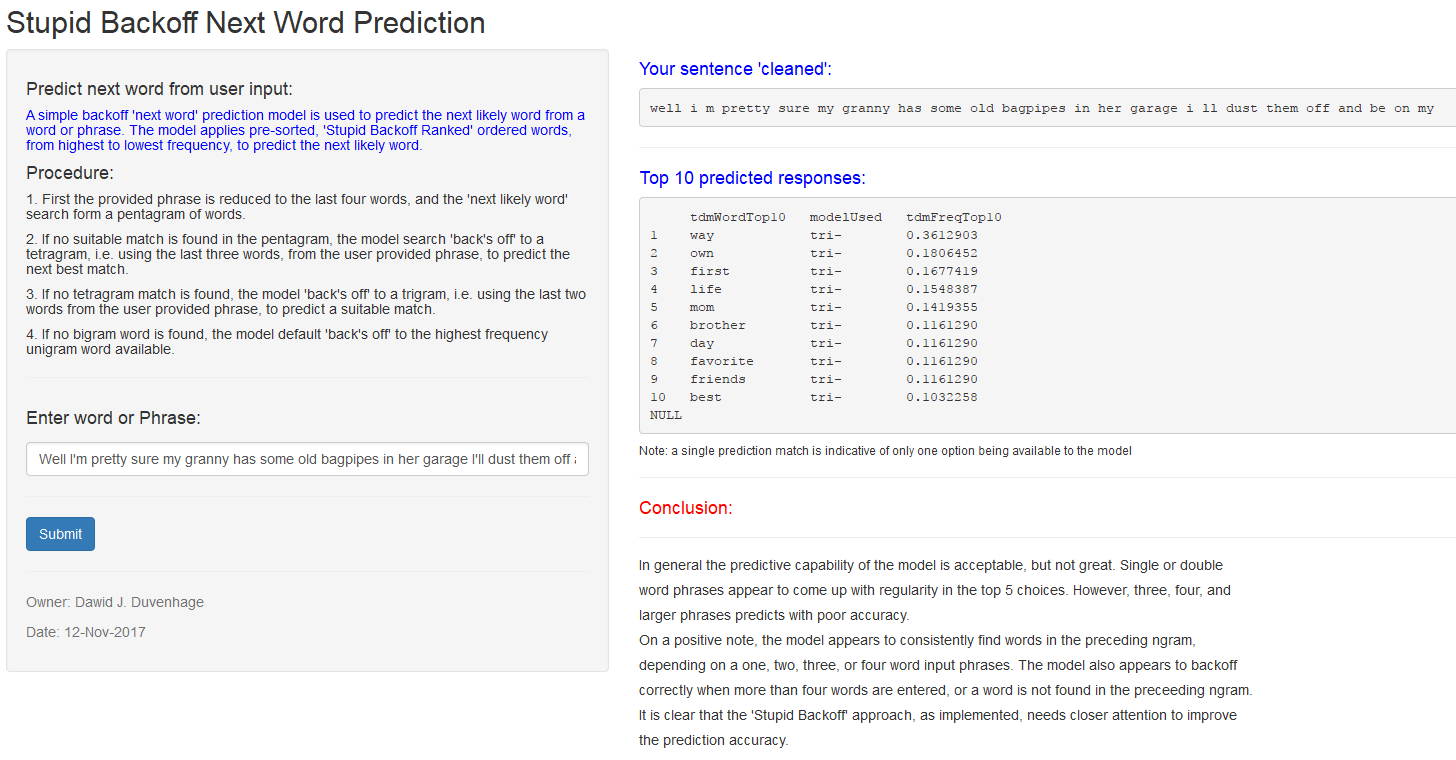 Stupid Backoff Next Word Prediction
Predict next word from user input:
A simple backoff 'next word' prediction model is used to predict the next likely word from a
word or phrase. The model applies pre-sorted, 'Stupid Backoff Ranked' ordered words,
from highest to lowest frequency, to predict the next likely word.
Procedure:
1. First the provided phrase is reduced to the last four words, and the 'next likely word'
search form a pentagram of words.
2. If no suitable match is found in the pentagram, the model search 'back's off' to a
tetragram, i.e. using the last three words, from the user provided phrase, to predict the
next best match.
3. If no tetragram match is found, the model 'back's off' to a trigram, i.e. using the last two
words from the user provided phrase, to predict a suitable match.
4. If no bigram word is found, the model default 'back's off' to the highest frequency
unigram word available.
Enter word or Phrase:
Well I'm pretty sure my granny has some old bagpipes in her garage I'll dust them off
Submit
Owner: Dawid J. Duvenhage
Date: 12-Nov-2017
Your sentence 'cleaned':
well i m pretty sure my granny has some old bagpipes in her garage i ll dust them off and be on my
Top 10 predicted responses:
tdmWordTop10 modelUsed tdmFreqTop10
1 way tri- 0.3612903
2 own tri- 0.1806452
3 first tri- 0.1677419
4 life tri- 0.1548387
5 mom tri- 0.1419355
6 brother tri- 0.1161290
7 day tri- 0.1161290
8 favorite tri- 0.1161290
9 friends tri- 0.1161290
10 best tri- 0.1032258
NULL
Note: a single prediction match is indicative of only one option being available to the model
Conclusion:
In general the predictive capability of the model is acceptable, but not great. Single or double
word phrases appear to come up with regularity in the top 5 choices. However, three, four, and
larger phrases predicts with poor accuracy.
On a positive note, the model appears to consistently find words in the preceding ngram,
depending on a one, two, three, or four word input phrases. The model also appears to backoff
correctly when more than four words are entered, or a word is not found in the preceeding ngram.
It is clear that the 'Stupid Backoff' approach, as implemented, needs closer attention to improve
the prediction accuracy.